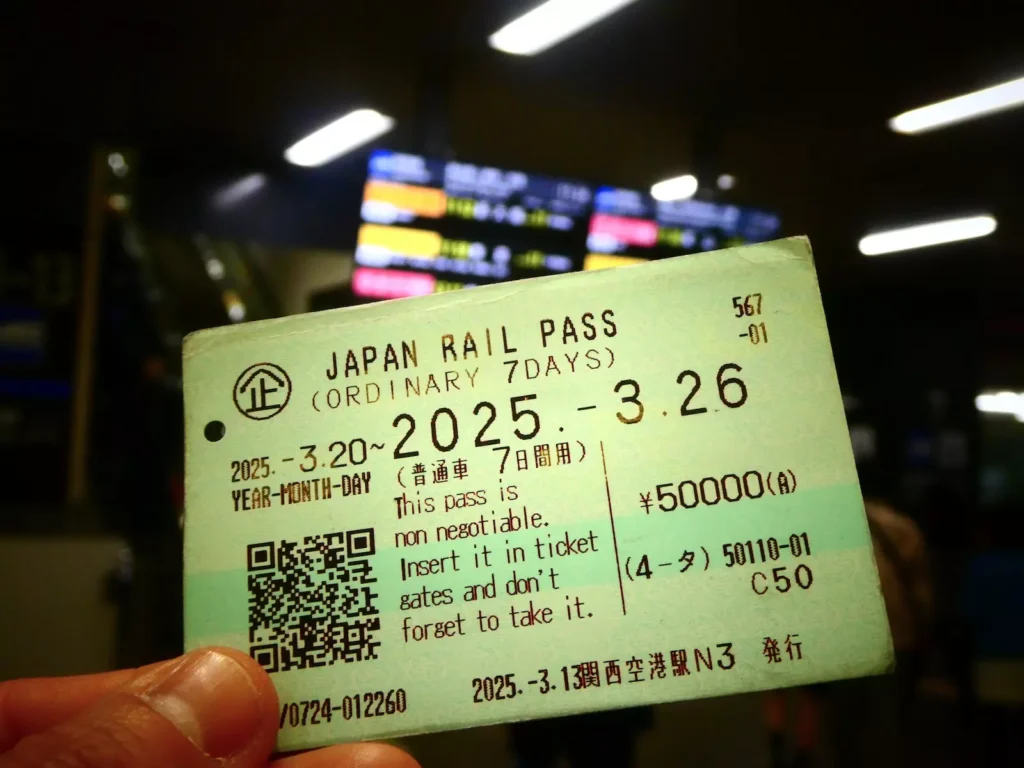 567
-01
JAPAN RAIL PASS
(ORDINARY 7DAYS)
企
2025.-3.20~2025.-3.26
YEAR-MONTH-DAY
(普通車 7日間用)
This pass is
non negotiable.
Insert it in ticket
gates and don't
forget to take it.
¥50000(A)
(4-タ) 50110-01
C50
/0724-012260
2025.-3.13関西空港駅N3 発行